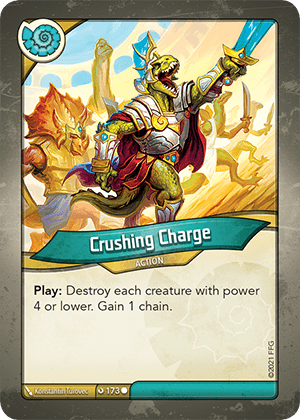 Crushing Charge
ACTION
Play: Destroy each creature with power
4 or lower. Gain 1 chain.
©2021 FFG
Konstantin Turovec
173